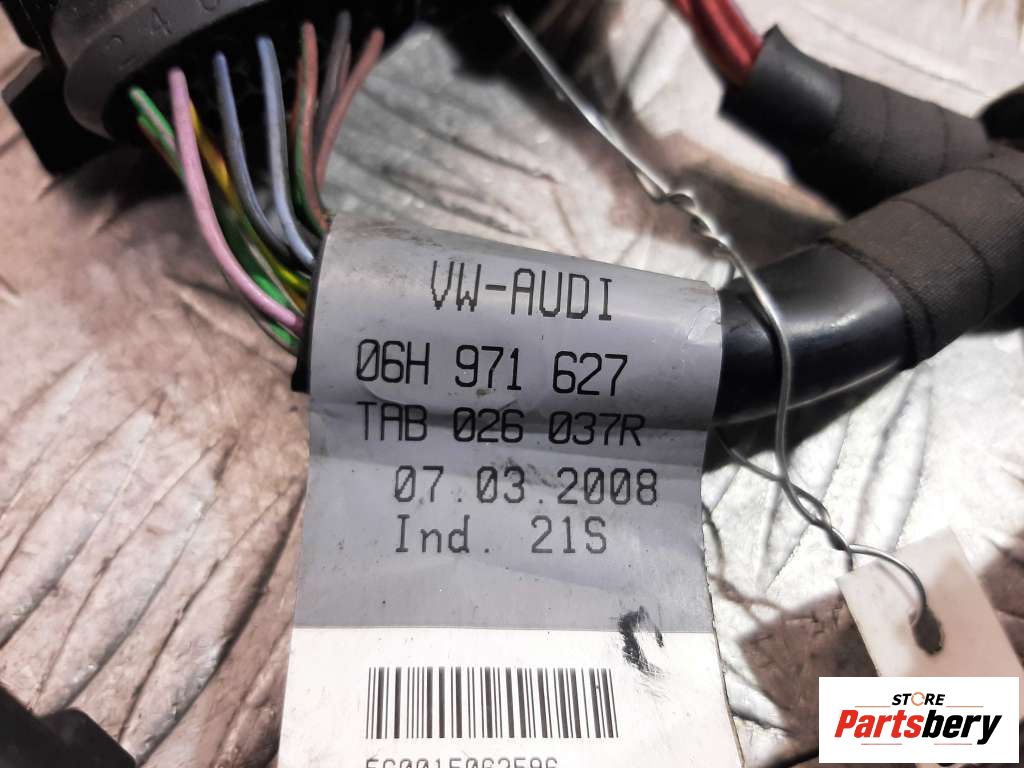 VW-AUDI
06H 971 627
TAB 026 037R
07.03.2008
Ind. 21S
STORE
Partsbery